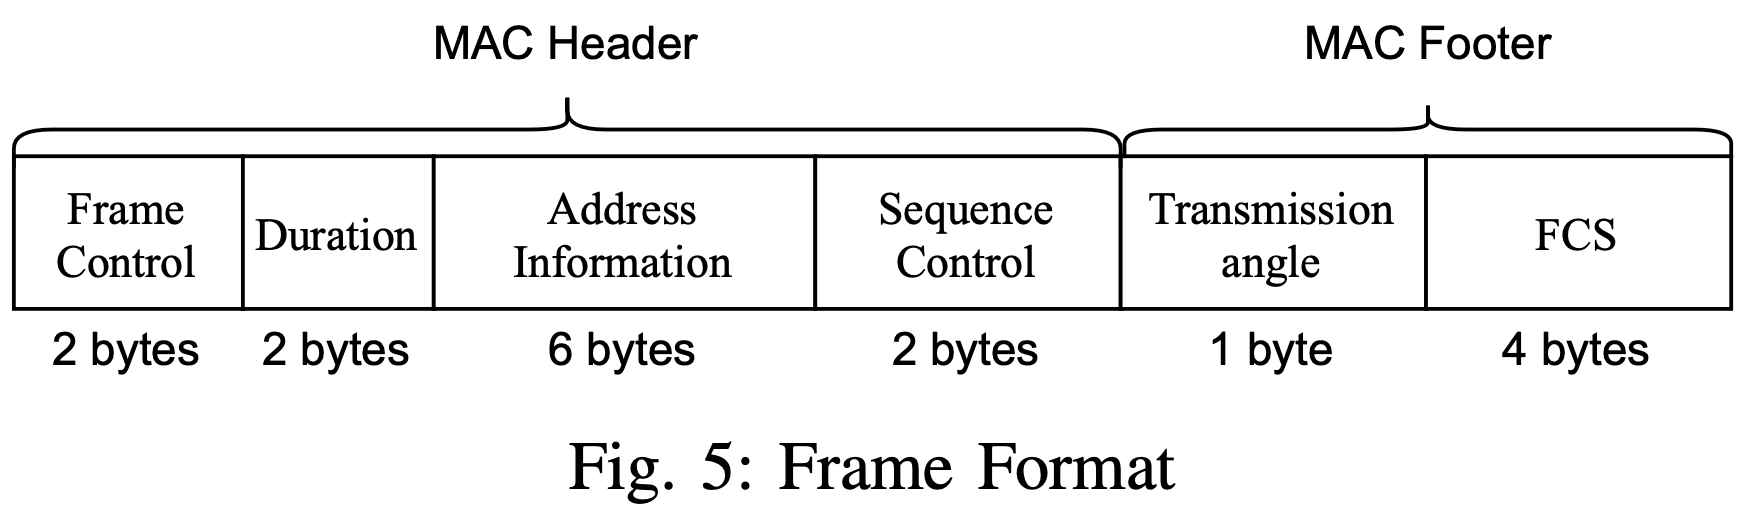 MAC Header
MAC Footer
Frame
Control
Duration
Address
Information
Sequence
Control
Transmission
angle
FCS
2 bytes
2 bytes
6 bytes
2 bytes
1 byte
4 bytes
Fig. 5: Frame Format